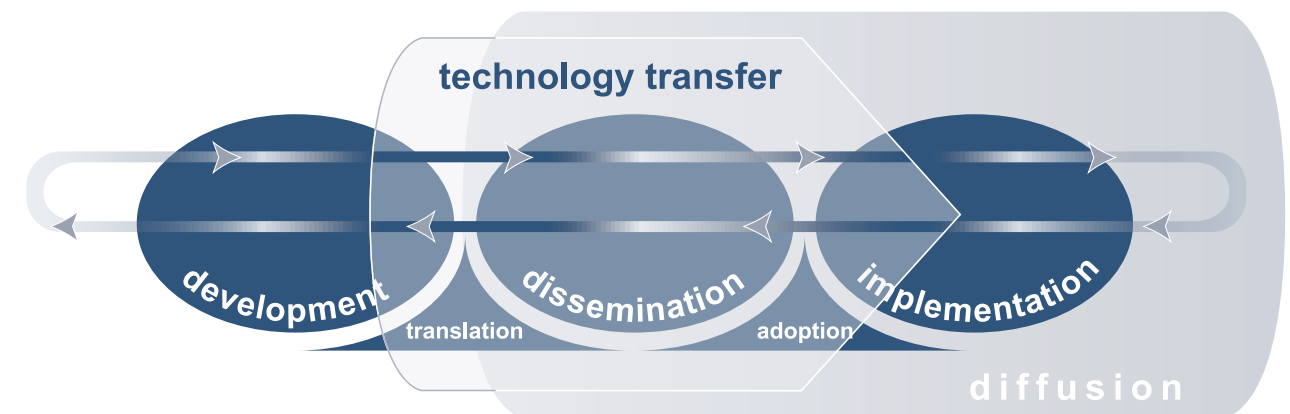 technology transfer
development
dissemination
implementation
translation
adoption
diffusion